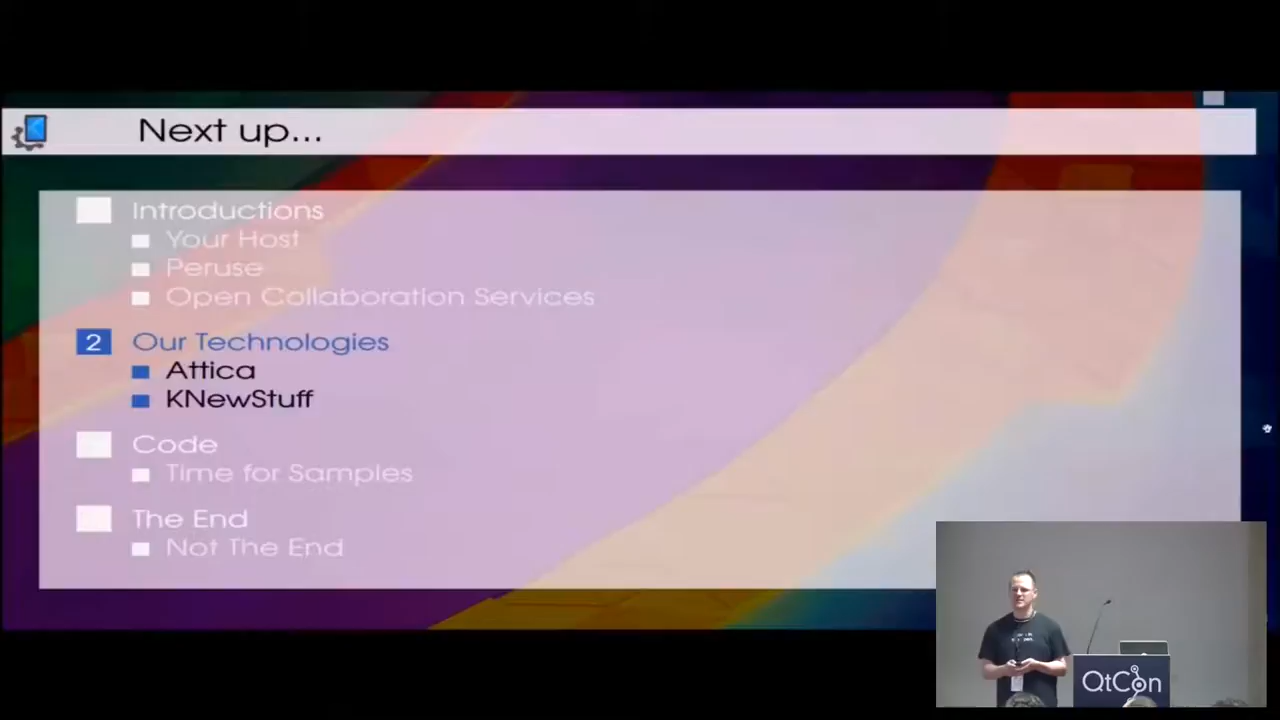 Next up...
Introductions
Your Host
Peruse
Open Collaboration Services
2 Our Technologies
Attica
KNewStuff
Code
Time for Samples
The End
Not The End
QtCon